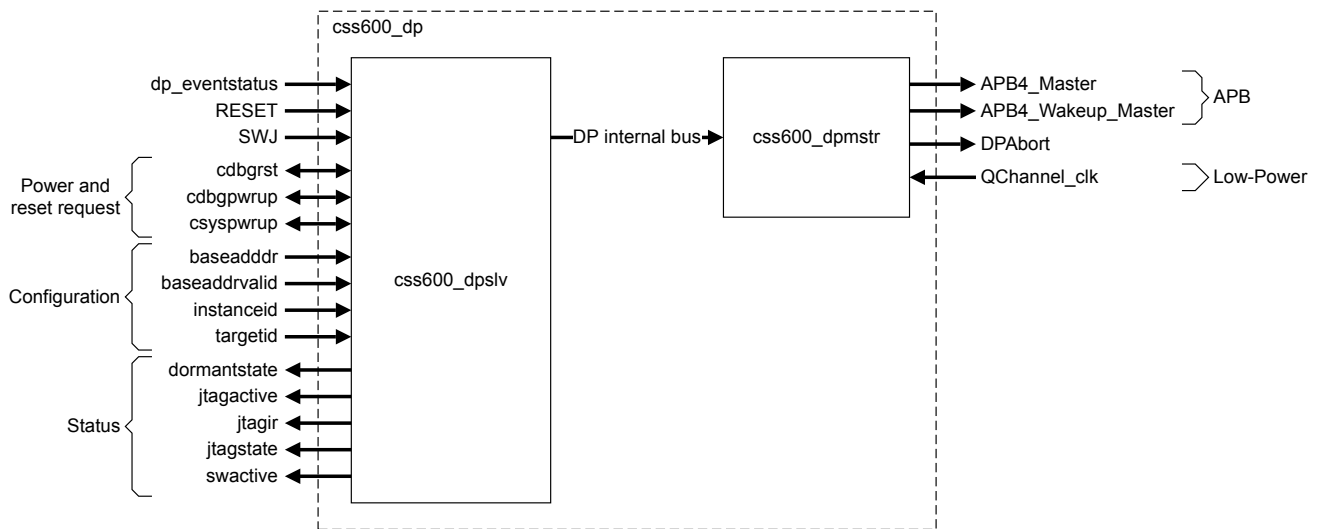 css600_dp
dp_eventstatus
RESET
SWJ
Power and
reset request
cdbgrst
cdbgpwrup
csyspwrup
Configuration
baseadddr
baseaddrvalid
instanceid
targetid
Status
dormantstate
jtagactive
jtagir
jtagstate
swactive
css600_dpslv
DP internal bus
css600_dpmstr
APB4_Master
APB4_Wakeup_Master
APB
DPAbort
QChannel_clk
Low-Power